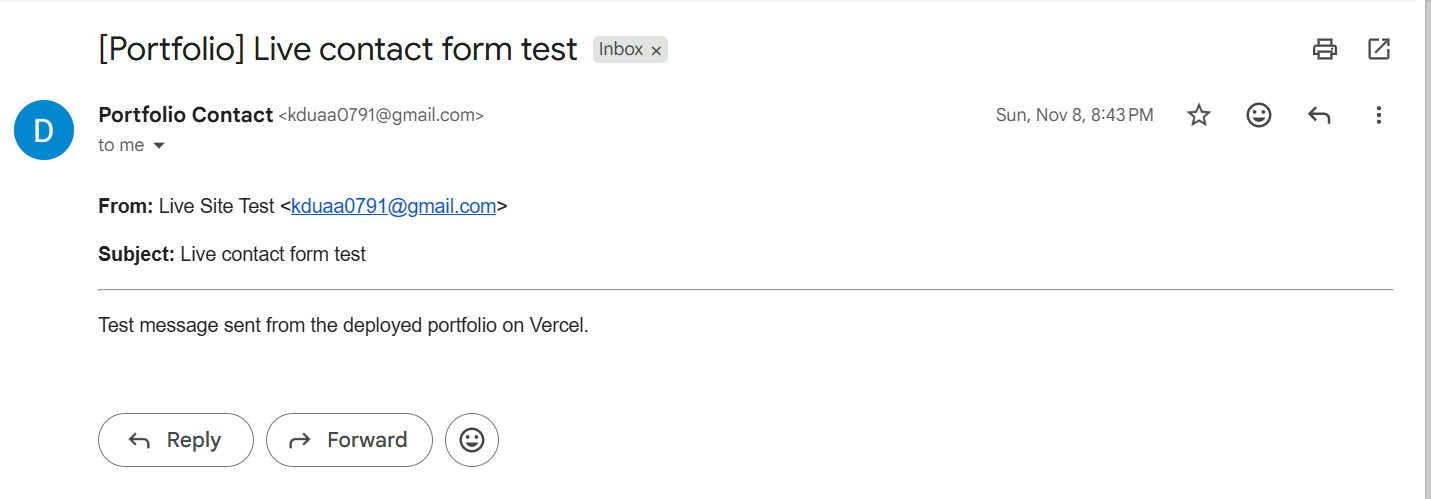 [Portfolio] Live contact form test Inbox ×
D
Portfolio Contact <kduaa0791@gmail.com> Sun, Nov 8, 8:43 PM
to me
From: Live Site Test <kduaa0791@gmail.com>
Subject: Live contact form test
Test message sent from the deployed portfolio on Vercel.
Reply Forward